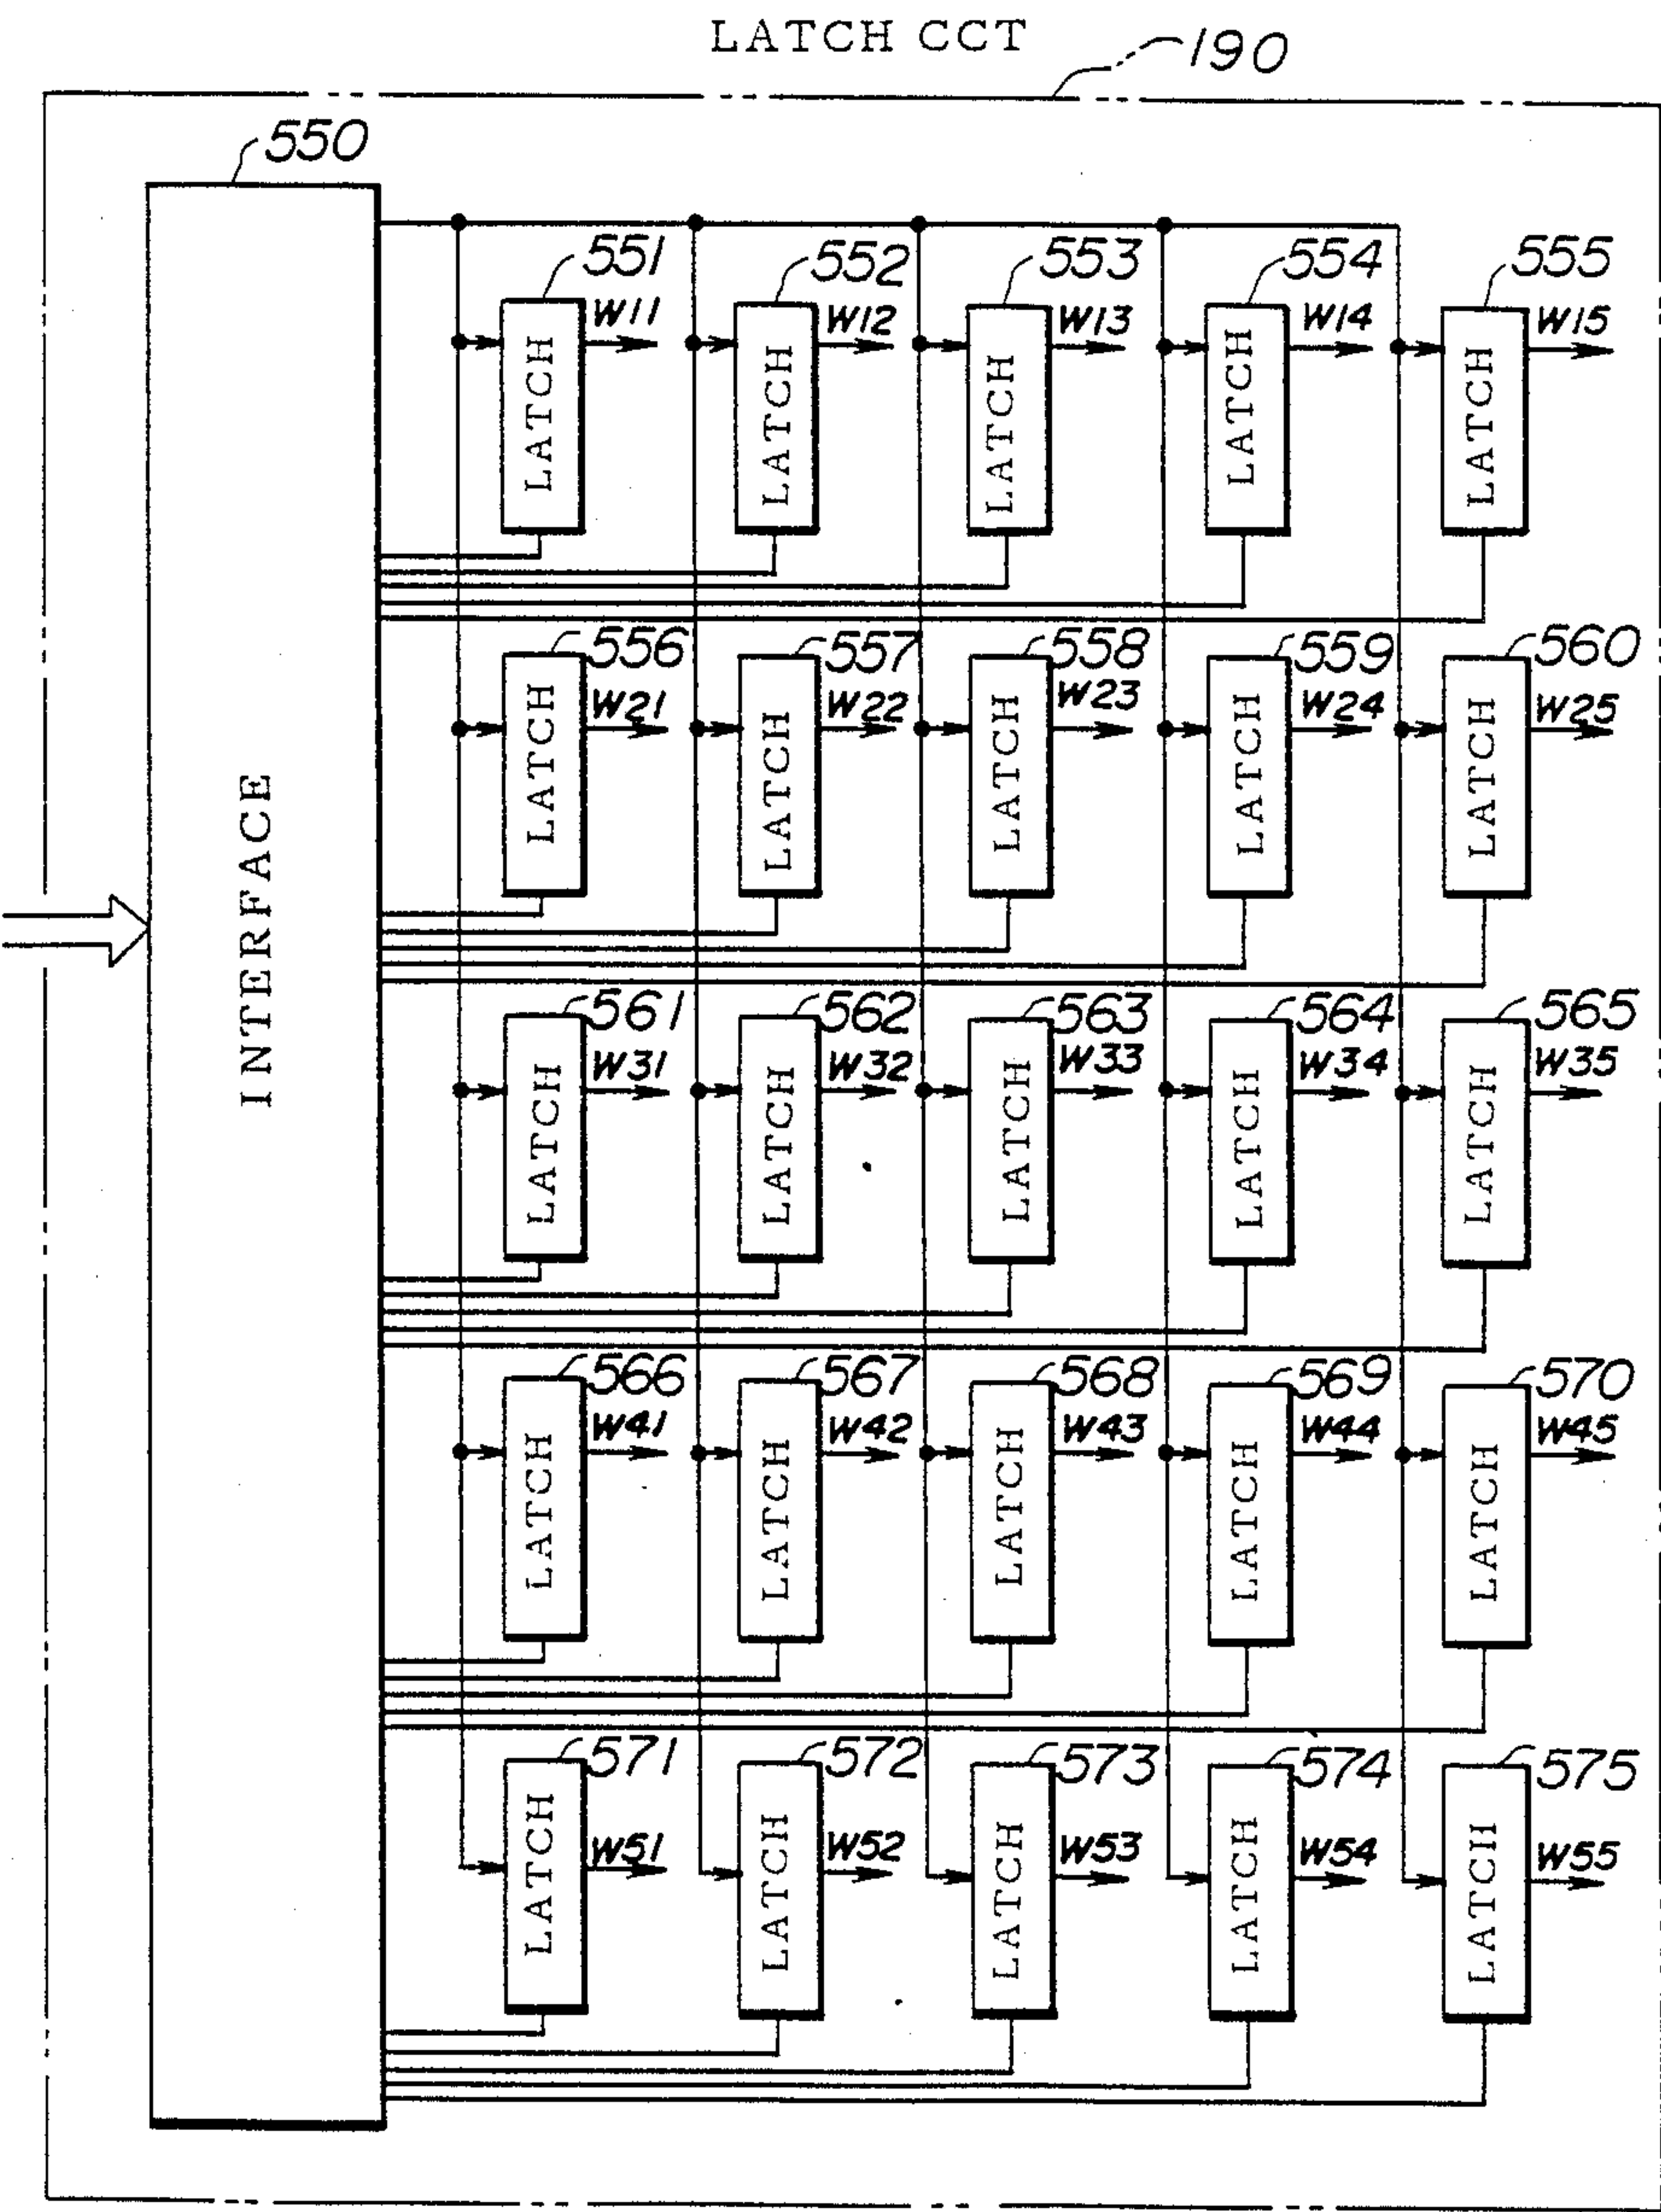 LATCH CCT
190
550
INTERFACE
551 552 553 554 555
W11 W12 W13 W14 W15
LATCH LATCH LATCH LATCH LATCH
556 557 558 559 560
W21 W22 W23 W24 W25
LATCH LATCH LATCH LATCH LATCH
561 562 563 564 565
W31 W32 W33 W34 W35
LATCH LATCH LATCH LATCH LATCH
566 567 568 569 570
W41 W42 W43 W44 W45
LATCH LATCH LATCH LATCH LATCH
571 572 573 574 575
W51 W52 W53 W54 W55
LATCH LATCH LATCH LATCH LATCH